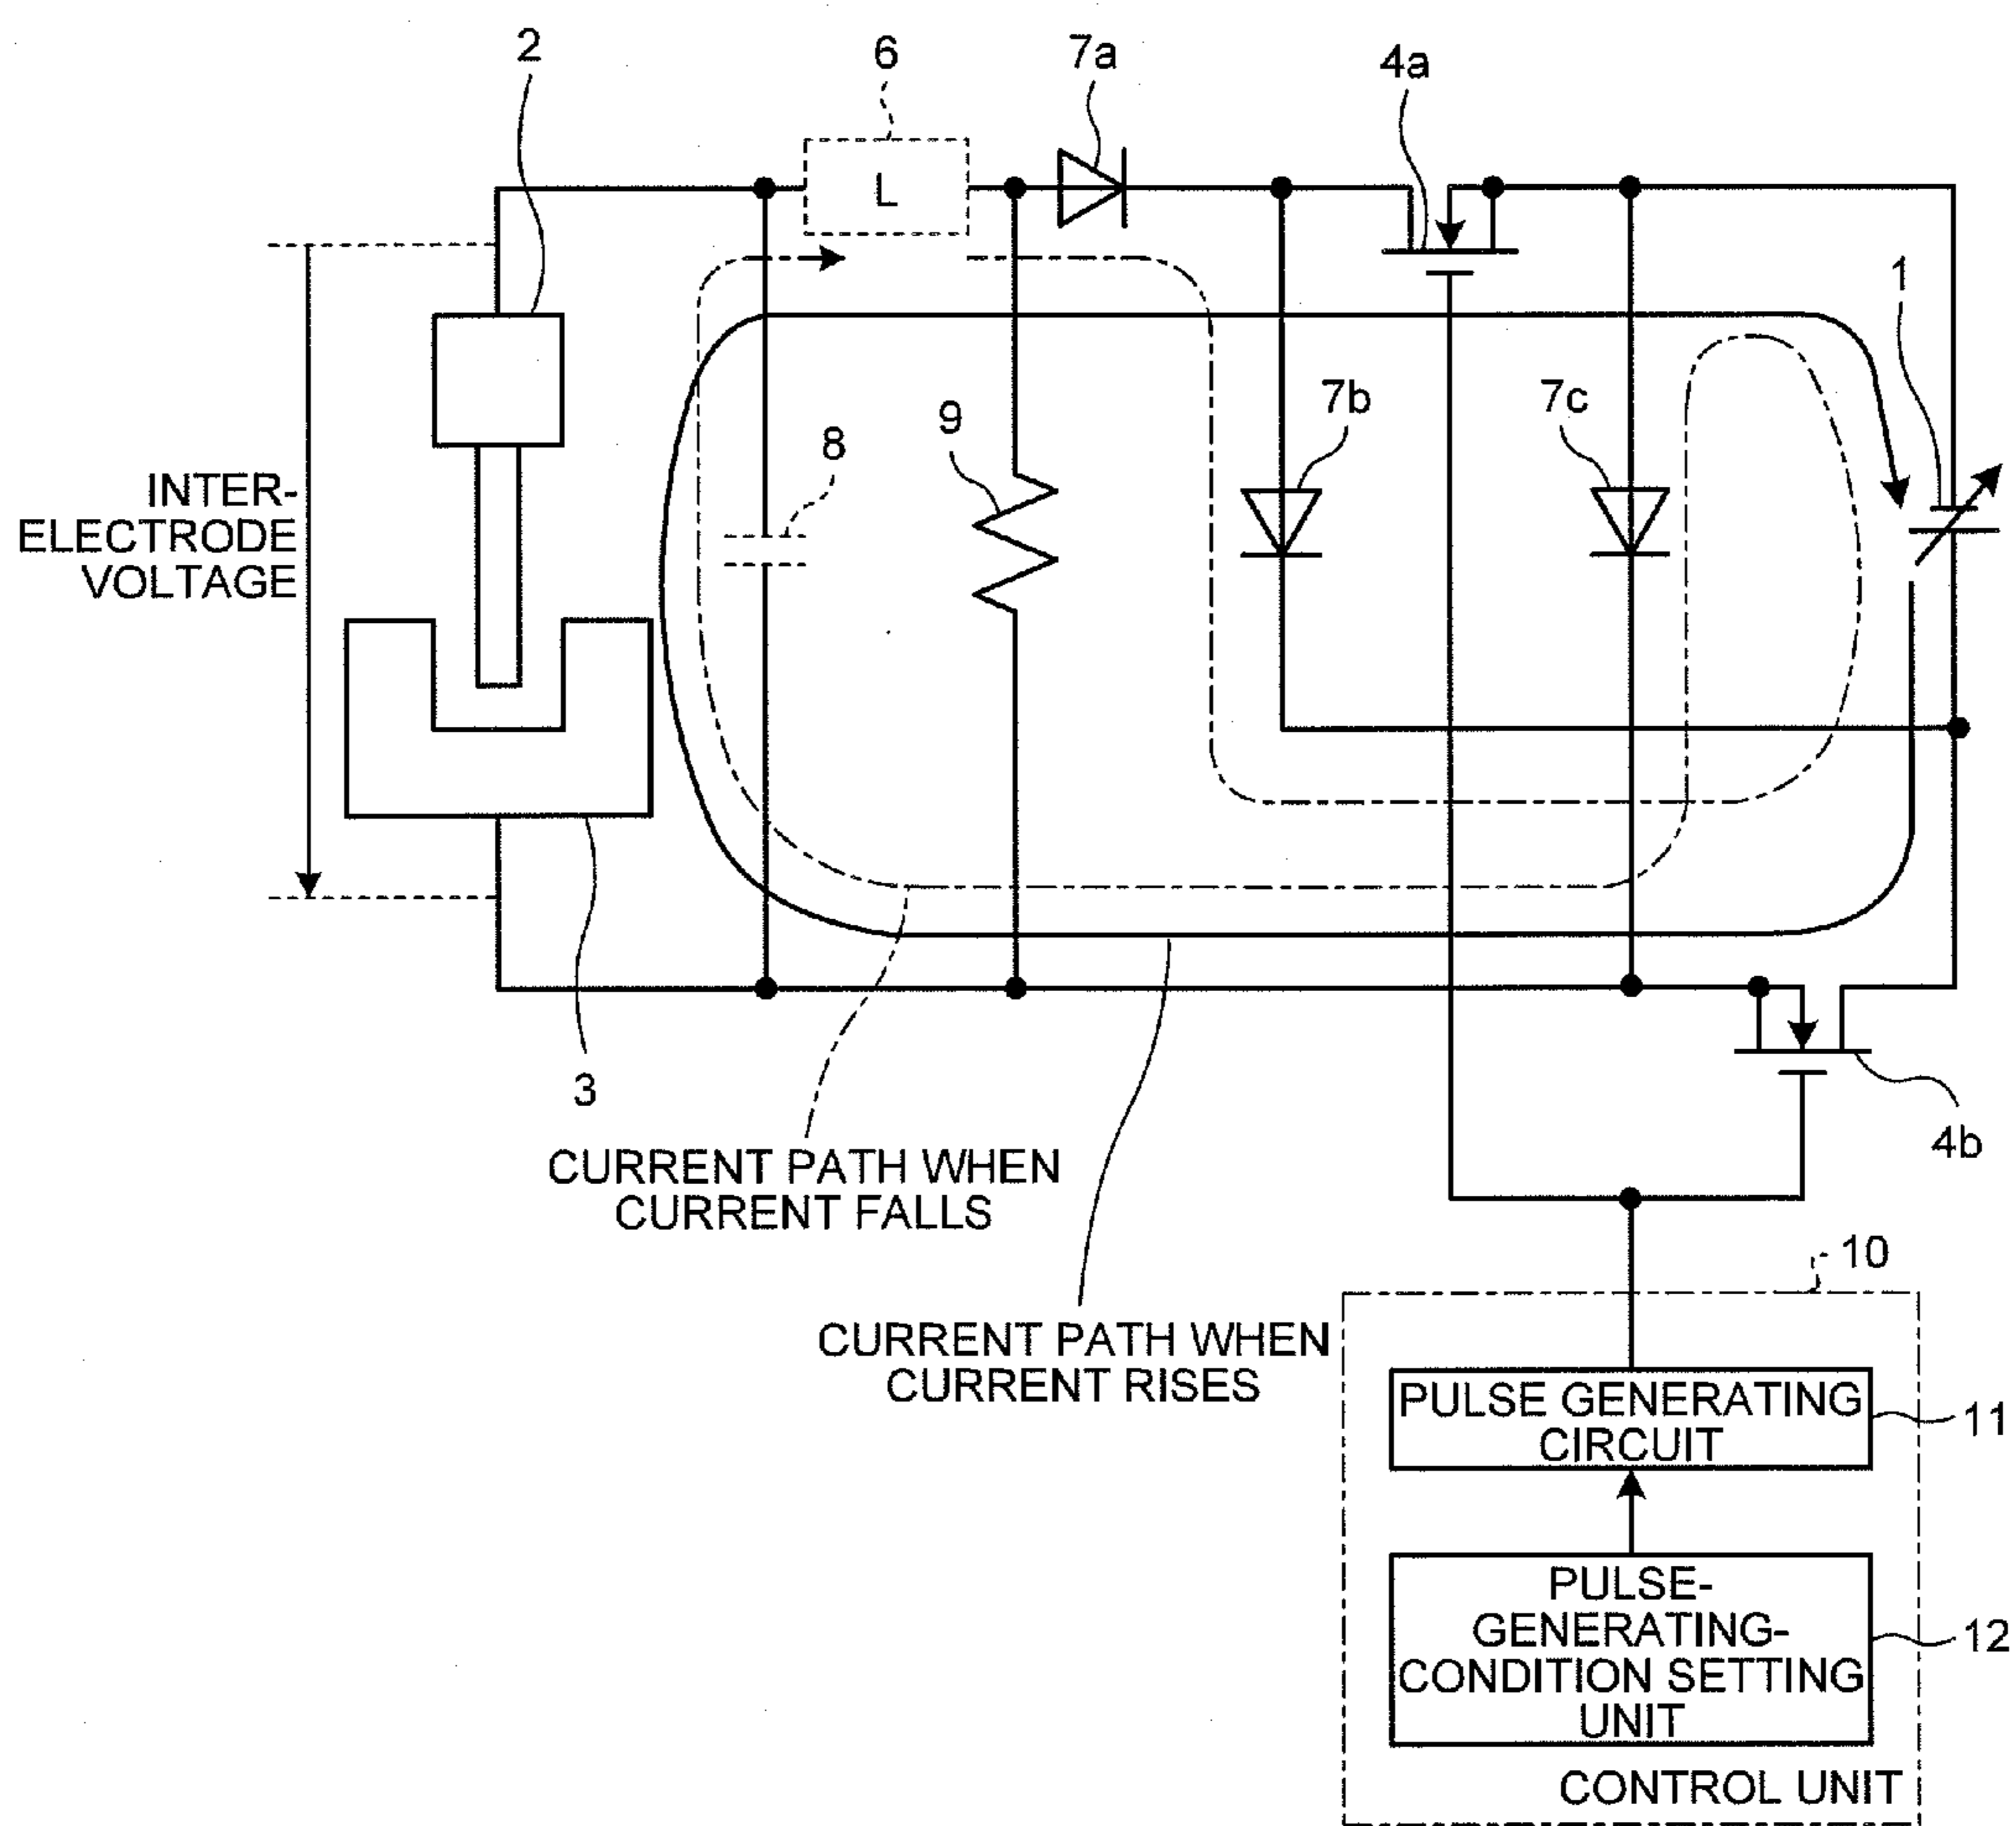 2
6
7a
4a
L
1
7b
7c
9
8
INTER-
ELECTRODE
VOLTAGE
3
4b
CURRENT PATH WHEN
CURRENT FALLS
10
CURRENT PATH WHEN
CURRENT RISES
PULSE GENERATING
CIRCUIT
11
PULSE-
GENERATING-
CONDITION SETTING
UNIT
12
CONTROL UNIT